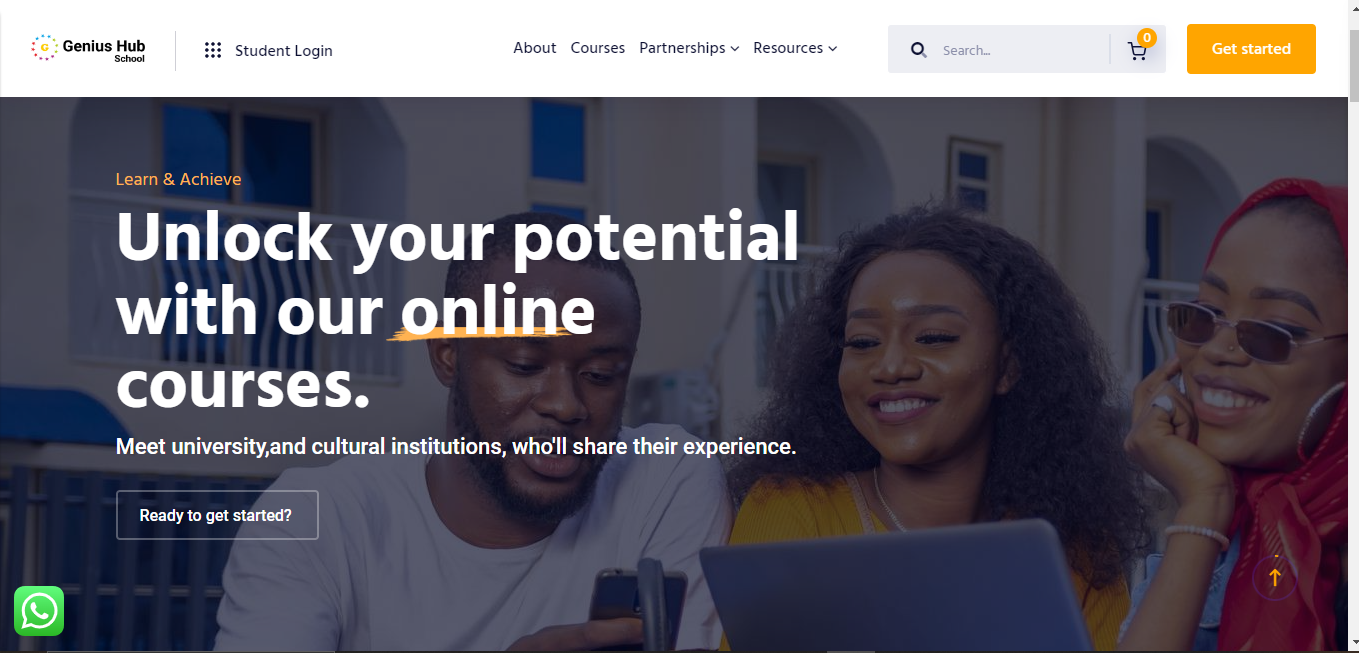 G Genius Hub
School
Student Login
About Courses Partnerships Resources
Search...
0
Get started
Learn & Achieve
Unlock your potential
with our online
courses.
Meet university,and cultural institutions, who'll share their experience.
Ready to get started?